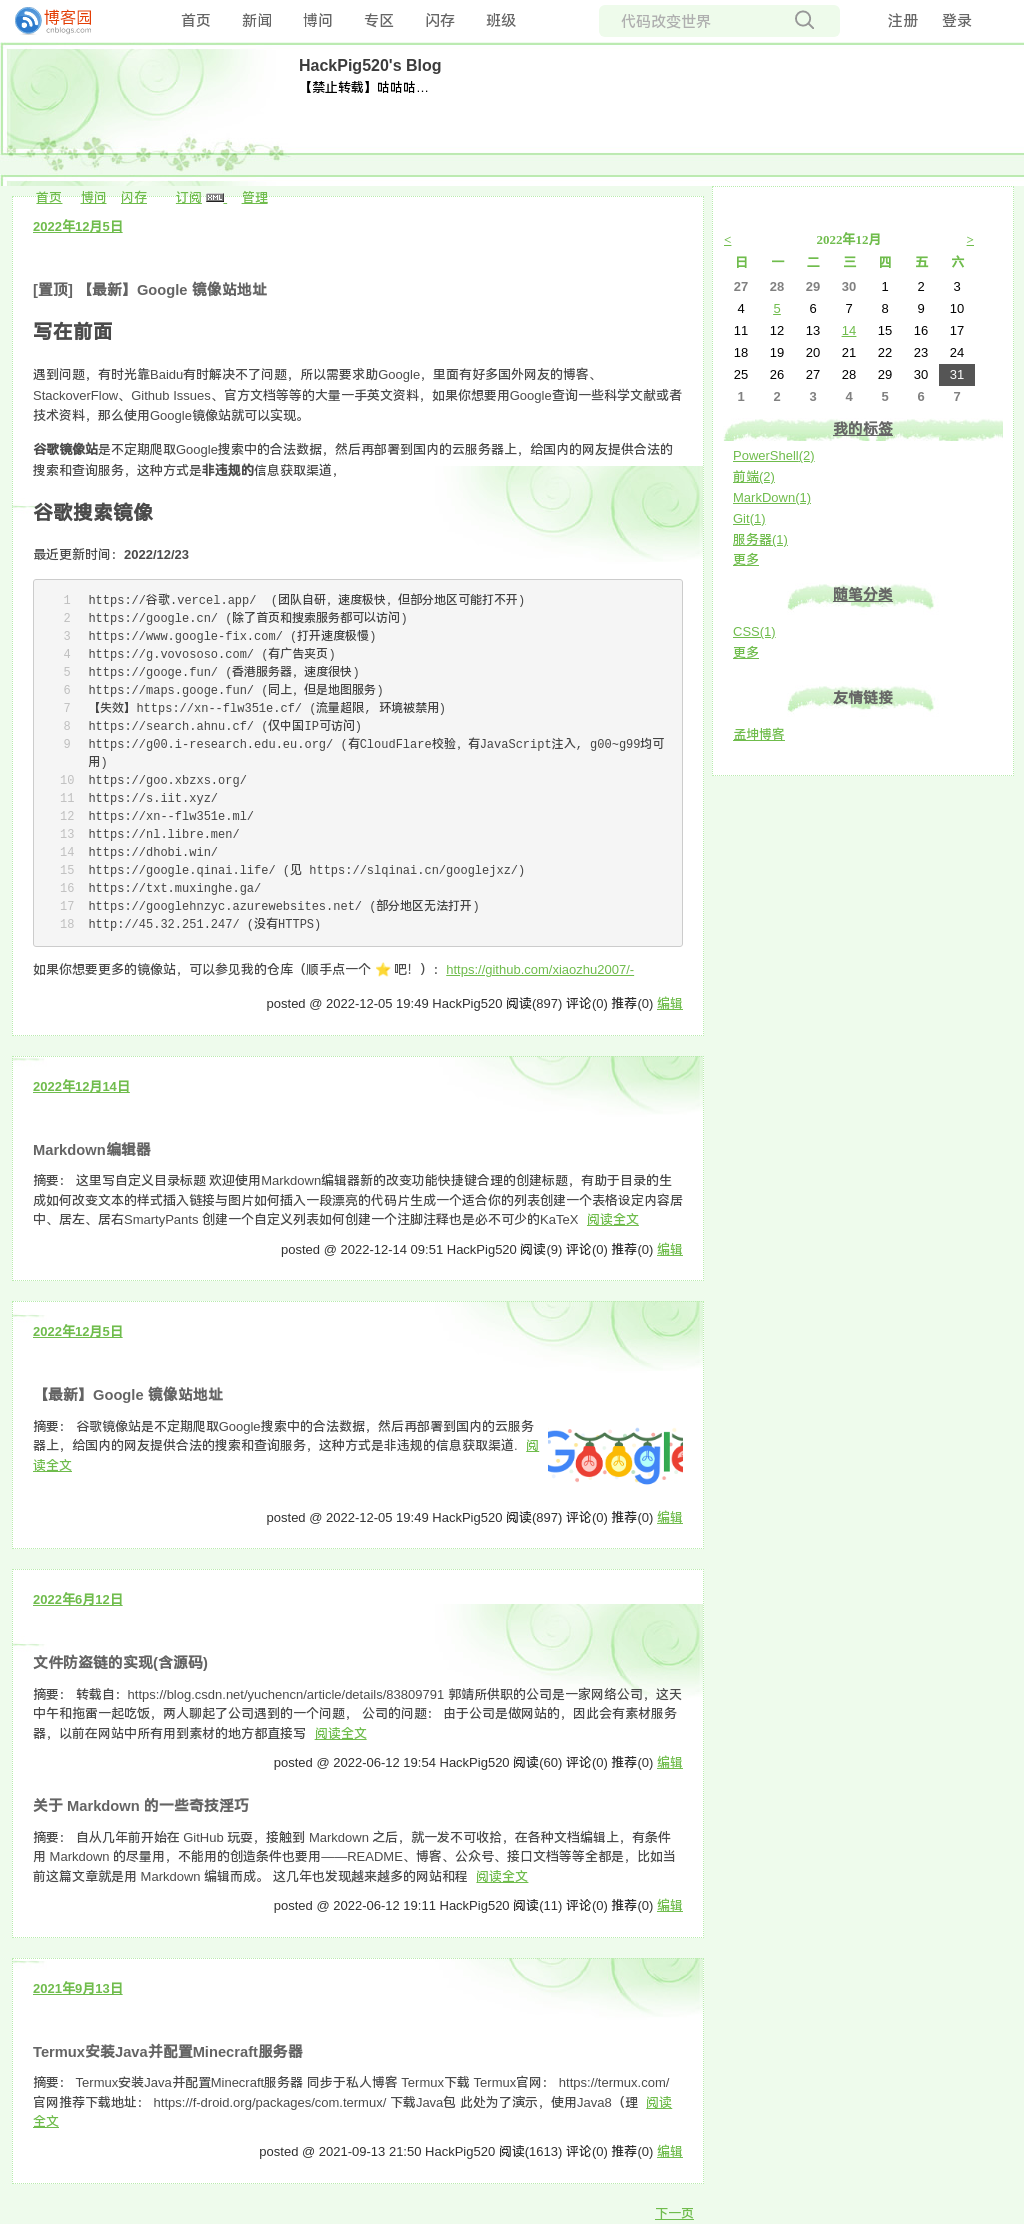 博客园
cnblogs.com
首页 新闻 博问 专区 闪存 班级
代码改变世界
注册 登录
HackPig520's Blog
【禁止转载】咕咕咕…
首页 博问 闪存 订阅 XML 管理
2022年12月5日
[置顶] 【最新】Google 镜像站地址
写在前面
遇到问题，有时光靠Baidu有时解决不了问题，所以需要求助Google，里面有好多国外网友的博客、
StackoverFlow、Github Issues、官方文档等等的大量一手英文资料，如果你想要用Google查询一些科学文献或者
技术资料，那么使用Google镜像站就可以实现。
谷歌镜像站是不定期爬取Google搜索中的合法数据，然后再部署到国内的云服务器上，给国内的网友提供合法的
搜索和查询服务，这种方式是非违规的信息获取渠道，
谷歌搜索镜像
最近更新时间：2022/12/23
1 https://谷歌.vercel.app/ (团队自研，速度极快，但部分地区可能打不开)
2 https://google.cn/ (除了首页和搜索服务都可以访问)
3 https://www.google-fix.com/ (打开速度极慢)
4 https://g.vovososo.com/ (有广告夹页)
5 https://googe.fun/ (香港服务器，速度很快)
6 https://maps.googe.fun/ (同上，但是地图服务)
7 【失效】https://xn--flw351e.cf/ (流量超限, 环境被禁用)
8 https://search.ahnu.cf/ (仅中国IP可访问)
9 https://g00.i-research.edu.eu.org/ (有CloudFlare校验，有JavaScript注入, g00~g99均可
用)
10 https://goo.xbzxs.org/
11 https://s.iit.xyz/
12 https://xn--flw351e.ml/
13 https://nl.libre.men/
14 https://dhobi.win/
15 https://google.qinai.life/ (见 https://slqinai.cn/googlejxz/)
16 https://txt.muxinghe.ga/
17 https://googlehnzyc.azurewebsites.net/ (部分地区无法打开)
18 http://45.32.251.247/ (没有HTTPS)
如果你想要更多的镜像站，可以参见我的仓库（顺手点一个 ⭐ 吧！）: https://github.com/xiaozhu2007/-
posted @ 2022-12-05 19:49 HackPig520 阅读(897) 评论(0) 推荐(0) 编辑
2022年12月14日
Markdown编辑器
摘要： 这里写自定义目录标题 欢迎使用Markdown编辑器新的改变功能快捷键合理的创建标题，有助于目录的生
成如何改变文本的样式插入链接与图片如何插入一段漂亮的代码片生成一个适合你的列表创建一个表格设定内容居
中、居左、居右SmartyPants 创建一个自定义列表如何创建一个注脚注释也是必不可少的KaTeX 阅读全文
posted @ 2022-12-14 09:51 HackPig520 阅读(9) 评论(0) 推荐(0) 编辑
2022年12月5日
【最新】Google 镜像站地址
摘要： 谷歌镜像站是不定期爬取Google搜索中的合法数据，然后再部署到国内的云服务
器上，给国内的网友提供合法的搜索和查询服务，这种方式是非违规的信息获取渠道. 阅
读全文
Google
posted @ 2022-12-05 19:49 HackPig520 阅读(897) 评论(0) 推荐(0) 编辑
2022年6月12日
文件防盗链的实现(含源码)
摘要： 转载自：https://blog.csdn.net/yuchencn/article/details/83809791 郭靖所供职的公司是一家网络公司，这天
中午和拖雷一起吃饭，两人聊起了公司遇到的一个问题， 公司的问题： 由于公司是做网站的，因此会有素材服务
器，以前在网站中所有用到素材的地方都直接写 阅读全文
posted @ 2022-06-12 19:54 HackPig520 阅读(60) 评论(0) 推荐(0) 编辑
关于 Markdown 的一些奇技淫巧
摘要： 自从几年前开始在 GitHub 玩耍，接触到 Markdown 之后，就一发不可收拾，在各种文档编辑上，有条件
用 Markdown 的尽量用，不能用的创造条件也要用——README、博客、公众号、接口文档等等全都是，比如当
前这篇文章就是用 Markdown 编辑而成。 这几年也发现越来越多的网站和程 阅读全文
posted @ 2022-06-12 19:11 HackPig520 阅读(11) 评论(0) 推荐(0) 编辑
2021年9月13日
Termux安装Java并配置Minecraft服务器
摘要： Termux安装Java并配置Minecraft服务器 同步于私人博客 Termux下载 Termux官网： https://termux.com/
官网推荐下载地址： https://f-droid.org/packages/com.termux/ 下载Java包 此处为了演示，使用Java8（理 阅读
全文
posted @ 2021-09-13 21:50 HackPig520 阅读(1613) 评论(0) 推荐(0) 编辑
下一页
< 2022年12月 >
日 一 二 三 四 五 六
27 28 29 30 1 2 3
4 5 6 7 8 9 10
11 12 13 14 15 16 17
18 19 20 21 22 23 24
25 26 27 28 29 30 31
1 2 3 4 5 6 7
我的标签
PowerShell(2)
前端(2)
MarkDown(1)
Git(1)
服务器(1)
更多
随笔分类
CSS(1)
更多
友情链接
孟坤博客